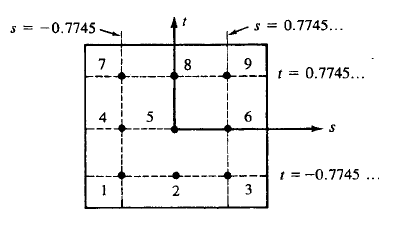 s = −0.7745
t
s = 0.7745...
7 8 9
t = 0.7745...
4 5 6
s
1 2 3
t = −0.7745 ...